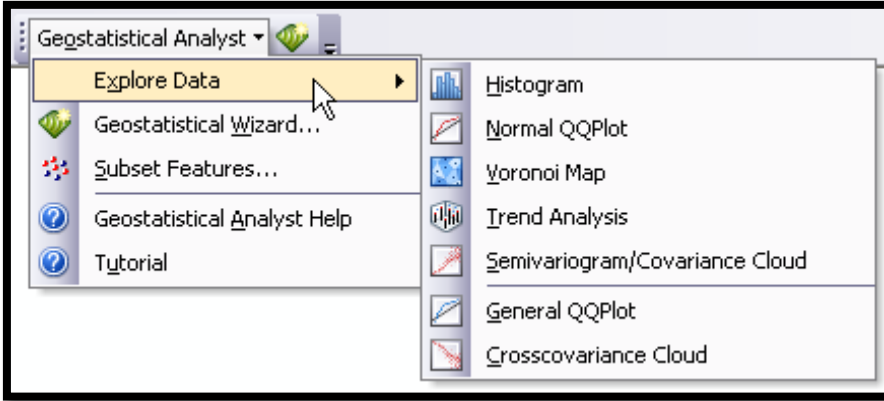 Geostatistical Analyst
Explore Data
Geostatistical Wizard...
Subset Features...
Geostatistical Analyst Help
Tutorial
Histogram
Normal QQPlot
Voronoi Map
Trend Analysis
Semivariogram/Covariance Cloud
General QQPlot
Crosscovariance Cloud